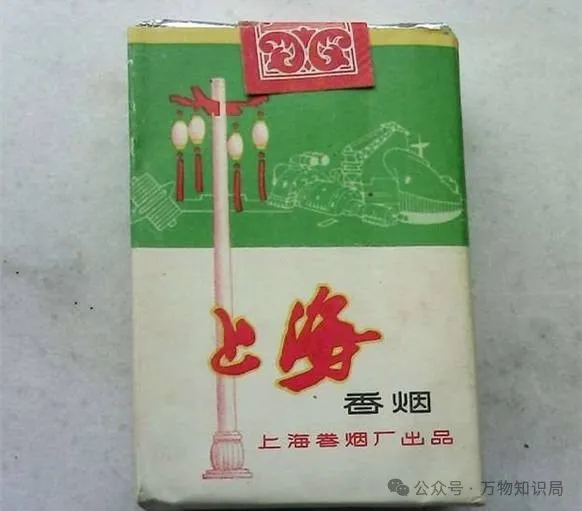 上海
香烟
上海卷烟厂出品
公众号·万物知识局